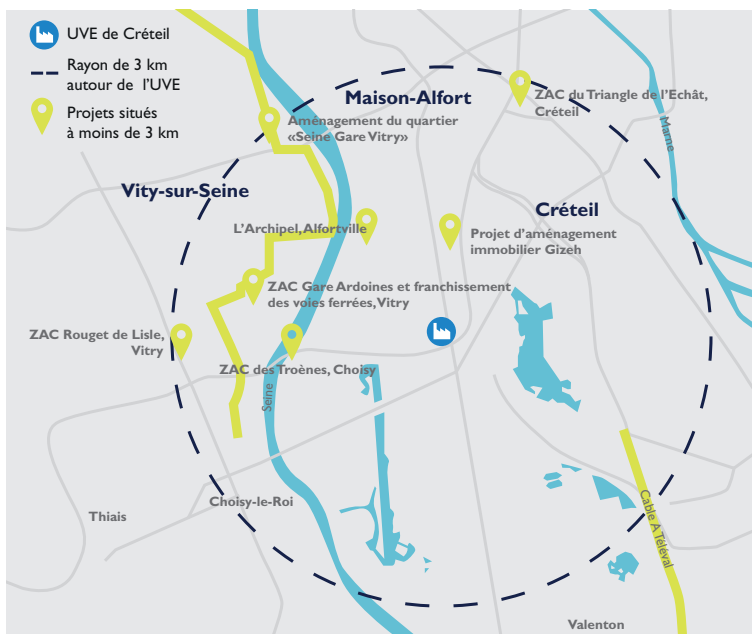 UVE de Créteil
Rayon de 3 km
autour de l'UVE
Projets situés
à moins de 3 km
Maison-Alfort
ZAC du Triangle de l'Echât,
Créteil
Marne
Aménagement du quartier
«Seine Gare Vitry»
Vity-sur-Seine
Créteil
L'Archipel, Alfortville
Projet d'aménagement
immobilier Gizeh
ZAC Gare Ardoines et franchissement
des voies ferrées, Vitry
ZAC Rouget de Lisle,
Vitry
ZAC des Troènes, Choisy
Seine
Choisy-le-Roi
Thiais
Cable A Téléval
Valenton